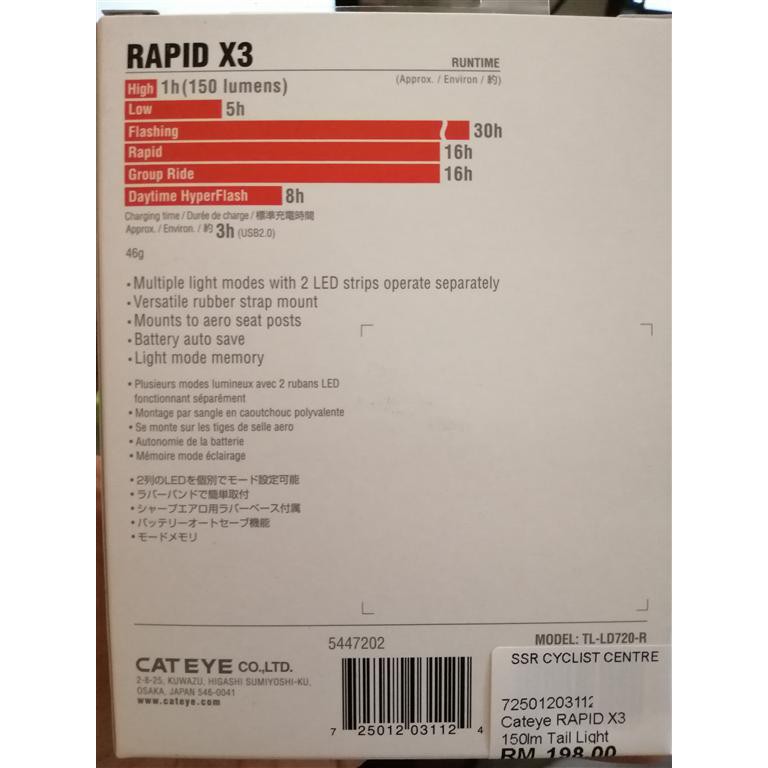 RAPID X3
RUNTIME
(Approx. / Environ / 約)
High 1h(150 lumens)
Low 5h
Flashing 30h
Rapid 16h
Group Ride 16h
Daytime HyperFlash 8h
Charging time / Durée de charge / 標準充電時間
Approx. / Environ. / 約 3h (USB2.0)
46g
• Multiple light modes with 2 LED strips operate separately
• Versatile rubber strap mount
• Mounts to aero seat posts
• Battery auto save
• Light mode memory
• Plusieurs modes lumineux avec 2 rubans LED
fonctionnant séparément
• Montage par sangle en caoutchouc polyvalente
• Se monte sur les tiges de selle aero
• Autonomie de la batterie
• Mémoire mode éclairage
• 2列のLEDを個別でモード設定可能
• ラバーバンドで簡単取付
• シャープエアロ用ラバーベース付属
• バッテリーオートセーブ機能
• モードメモリ
5447202
MODEL: TL-LD720-R
CATEYE CO.,LTD.
2-8-25, KUWAZU, HIGASHI SUMIYOSHI-KU,
OSAKA, JAPAN 546-0041
www.cateye.com
7 25012 03112 4
SSR CYCLIST CENTRE
72501203112
Cateye RAPID X3
150lm Tail Light
RM 198.00